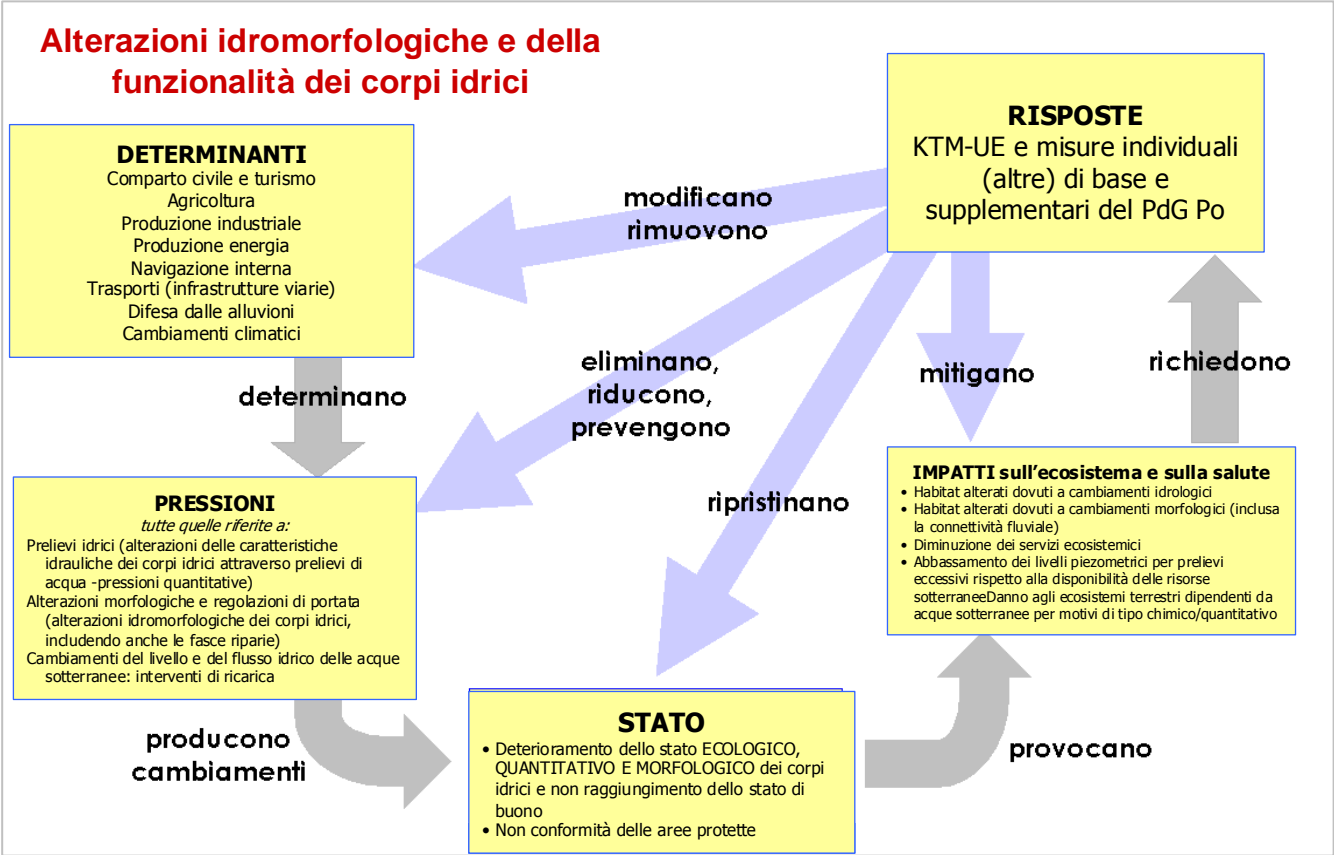 Alterazioni idromorfologiche e della
funzionalità dei corpi idrici
DETERMINANTI
Comparto civile e turismo
Agricoltura
Produzione industriale
Produzione energia
Navigazione interna
Trasporti (infrastrutture viarie)
Difesa dalle alluvioni
Cambiamenti climatici
RISPOSTE
KTM-UE e misure individuali
(altre) di base e
supplementari del PdG Po
modificano
rimuovono
determinano
eliminano,
riducono,
prevengono
mitigano
richiedono
ripristinano
PRESSIONI
tutte quelle riferite a:
Prelievi idrici (alterazioni delle caratteristiche
idrauliche dei corpi idrici attraverso prelievi di
acqua -pressioni quantitative)
Alterazioni morfologiche e regolazioni di portata
(alterazioni idromorfologiche dei corpi idrici,
includendo anche le fasce riparie)
Cambiamenti del livello e del flusso idrico delle acque
sotterranee: interventi di ricarica
IMPATTI sull'ecosistema e sulla salute
• Habitat alterati dovuti a cambiamenti idrologici
• Habitat alterati dovuti a cambiamenti morfologici (inclusa
la connettività fluviale)
• Diminuzione dei servizi ecosistemici
• Abbassamento dei livelli piezometrici per prelievi
eccessivi rispetto alla disponibilità delle risorse
sotterraneeDanno agli ecosistemi terrestri dipendenti da
acque sotterranee per motivi di tipo chimico/quantitativo
producono
cambiamenti
STATO
• Deterioramento dello stato ECOLOGICO,
QUANTITATIVO E MORFOLOGICO dei corpi
idrici e non raggiungimento dello stato di
buono
• Non conformità delle aree protette
provocano